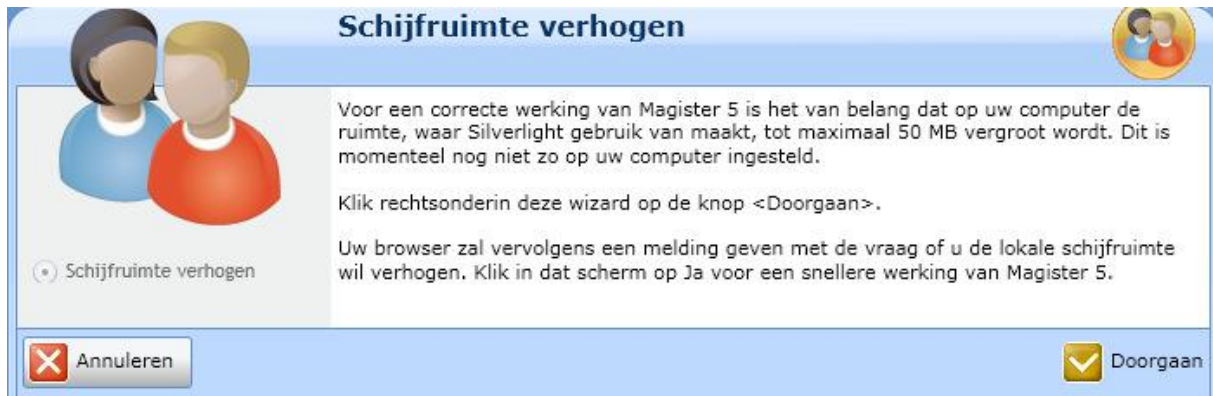 Schijfruimte verhogen
Voor een correcte werking van Magister 5 is het van belang dat op uw computer de
ruimte, waar Silverlight gebruik van maakt, tot maximaal 50 MB vergroot wordt. Dit is
momenteel nog niet zo op uw computer ingesteld.
Klik rechtsonderin deze wizard op de knop <Doorgaan>.
Uw browser zal vervolgens een melding geven met de vraag of u de lokale schijfruimte
wil verhogen. Klik in dat scherm op Ja voor een snellere werking van Magister 5.
Schijfruimte verhogen
Annuleren
Doorgaan